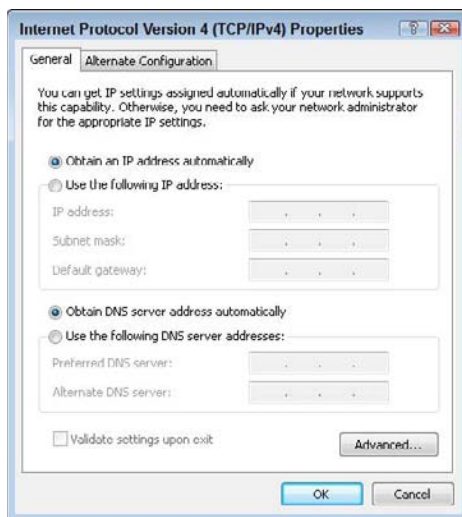 Internet Protocol Version 4 (TCP/IPv4) Properties
General
Alternate Configuration
You can get IP settings assigned automatically if your network supports
this capability. Otherwise, you need to ask your network administrator
for the appropriate IP settings.
Obtain an IP address automatically
Use the following IP address:
IP address:
Subnet mask:
Default gateway:
Obtain DNS server address automatically
Use the following DNS server addresses:
Preferred DNS server:
Alternate DNS server:
Validate settings upon exit
Advanced...
OK
Cancel